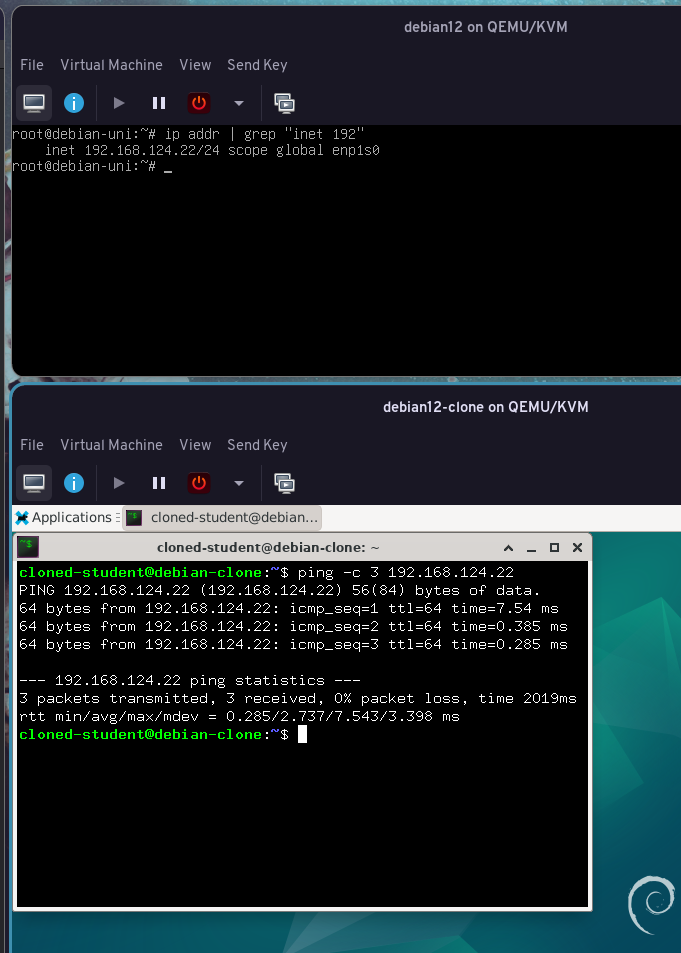 debian12 on QEMU/KVM
File Virtual Machine View Send Key
root@debian-uni:~# ip addr | grep "inet 192"
    inet 192.168.124.22/24 scope global enp1s0
root@debian-uni:~# _
debian12-clone on QEMU/KVM
File Virtual Machine View Send Key
Applications cloned-student@debian...
cloned-student@debian-clone: ~
cloned-student@debian-clone:~$ ping -c 3 192.168.124.22
PING 192.168.124.22 (192.168.124.22) 56(84) bytes of data.
64 bytes from 192.168.124.22: icmp_seq=1 ttl=64 time=7.54 ms
64 bytes from 192.168.124.22: icmp_seq=2 ttl=64 time=0.385 ms
64 bytes from 192.168.124.22: icmp_seq=3 ttl=64 time=0.285 ms
--- 192.168.124.22 ping statistics ---
3 packets transmitted, 3 received, 0% packet loss, time 2019ms
rtt min/avg/max/mdev = 0.285/2.737/7.543/3.398 ms
cloned-student@debian-clone:~$